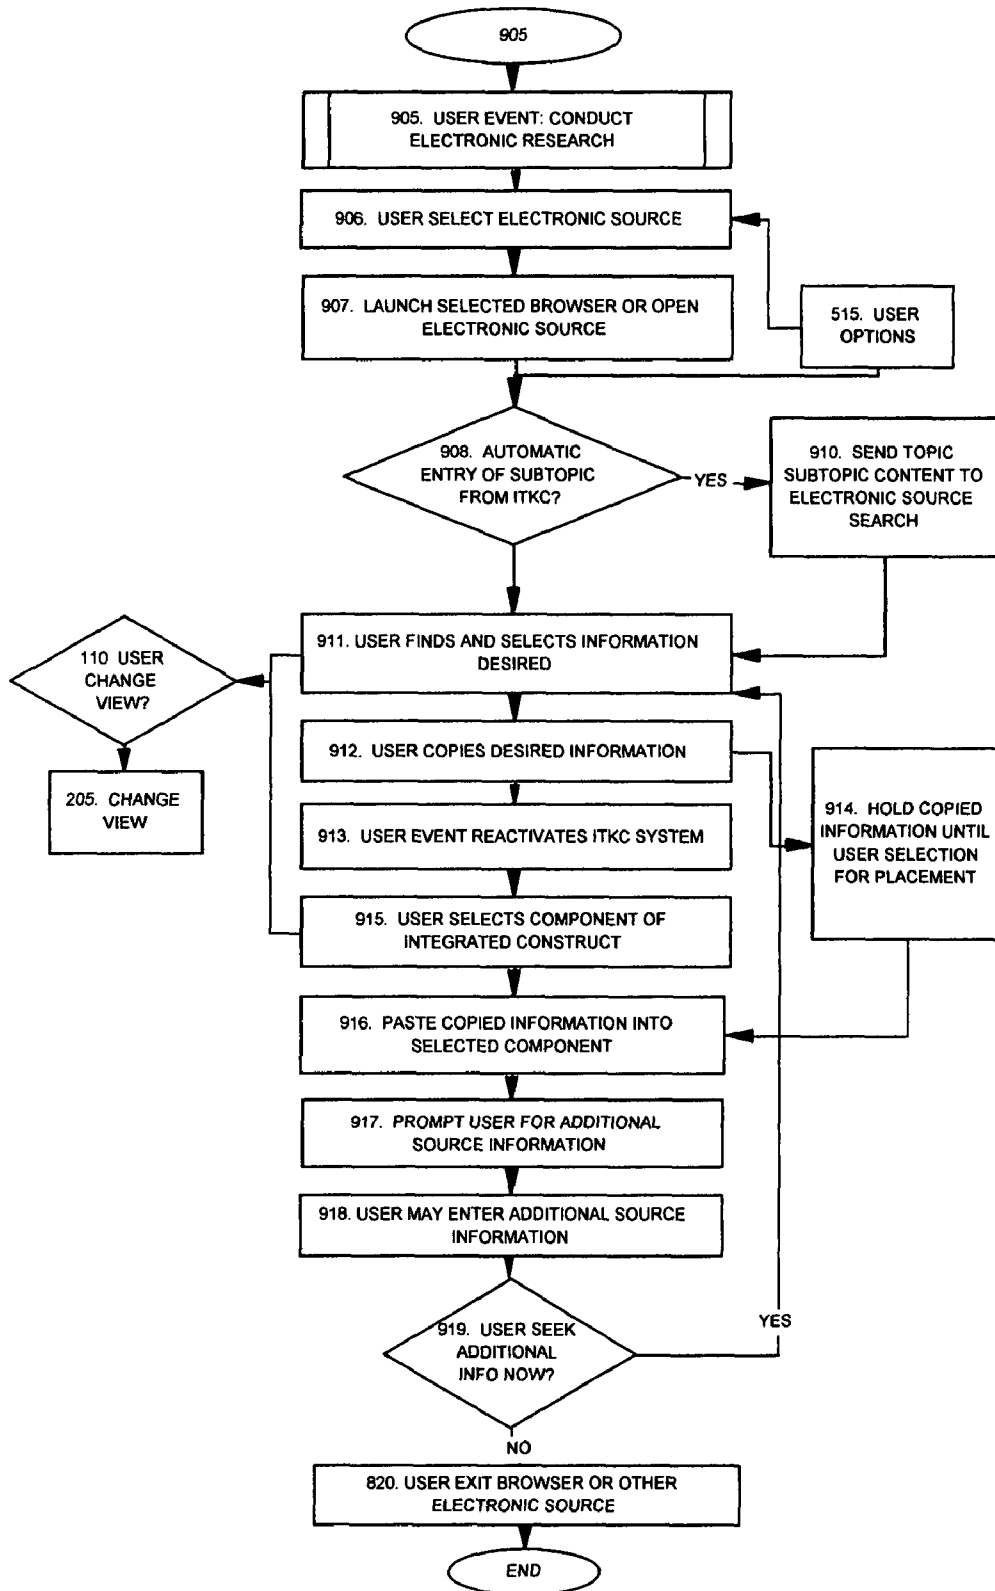 905
905. USER EVENT: CONDUCT
ELECTRONIC RESEARCH
906. USER SELECT ELECTRONIC SOURCE
907. LAUNCH SELECTED BROWSER OR OPEN
ELECTRONIC SOURCE
515. USER
OPTIONS
908. AUTOMATIC
ENTRY OF SUBTOPIC
FROM ITKC?
YES
910. SEND TOPIC
SUBTOPIC CONTENT TO
ELECTRONIC SOURCE
SEARCH
911. USER FINDS AND SELECTS INFORMATION
DESIRED
110 USER
CHANGE
VIEW?
205. CHANGE
VIEW
912. USER COPIES DESIRED INFORMATION
913. USER EVENT REACTIVATES ITKC SYSTEM
914. HOLD COPIED
INFORMATION UNTIL
USER SELECTION
FOR PLACEMENT
915. USER SELECTS COMPONENT OF
INTEGRATED CONSTRUCT
916. PASTE COPIED INFORMATION INTO
SELECTED COMPONENT
917. PROMPT USER FOR ADDITIONAL
SOURCE INFORMATION
918. USER MAY ENTER ADDITIONAL SOURCE
INFORMATION
919. USER SEEK
ADDITIONAL
INFO NOW?
YES
NO
820. USER EXIT BROWSER OR OTHER
ELECTRONIC SOURCE
END